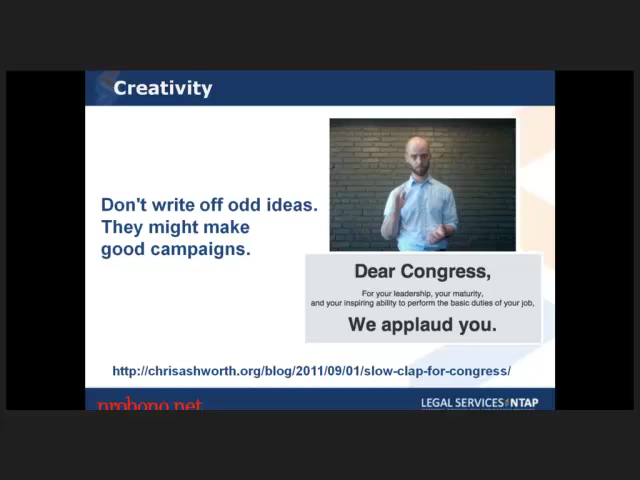 Creativity
Don't write off odd ideas.
They might make
good campaigns.
Dear Congress,
For your leadership, your maturity,
and your inspiring ability to perform the basic duties of your job,
We applaud you.
http://chrisashworth.org/blog/2011/09/01/slow-clap-for-congress/
probono.net
LEGAL SERVICES NTAP